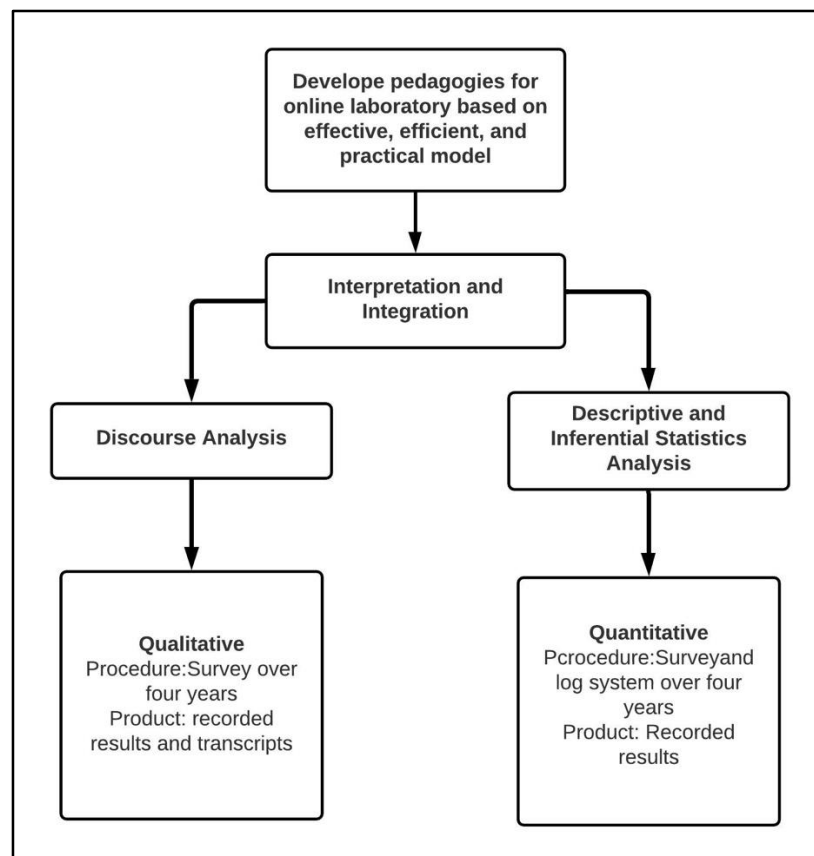 Develope pedagogies for
online laboratory based on
effective, efficient, and
practical model
Interpretation and
Integration
Discourse Analysis
Descriptive and
Inferential Statistics
Analysis
Qualitative
Procedure:Survey over
four years
Product: recorded
results and transcripts
Quantitative
Pcrocedure:Surveyand
log system over four
years
Product: Recorded
results